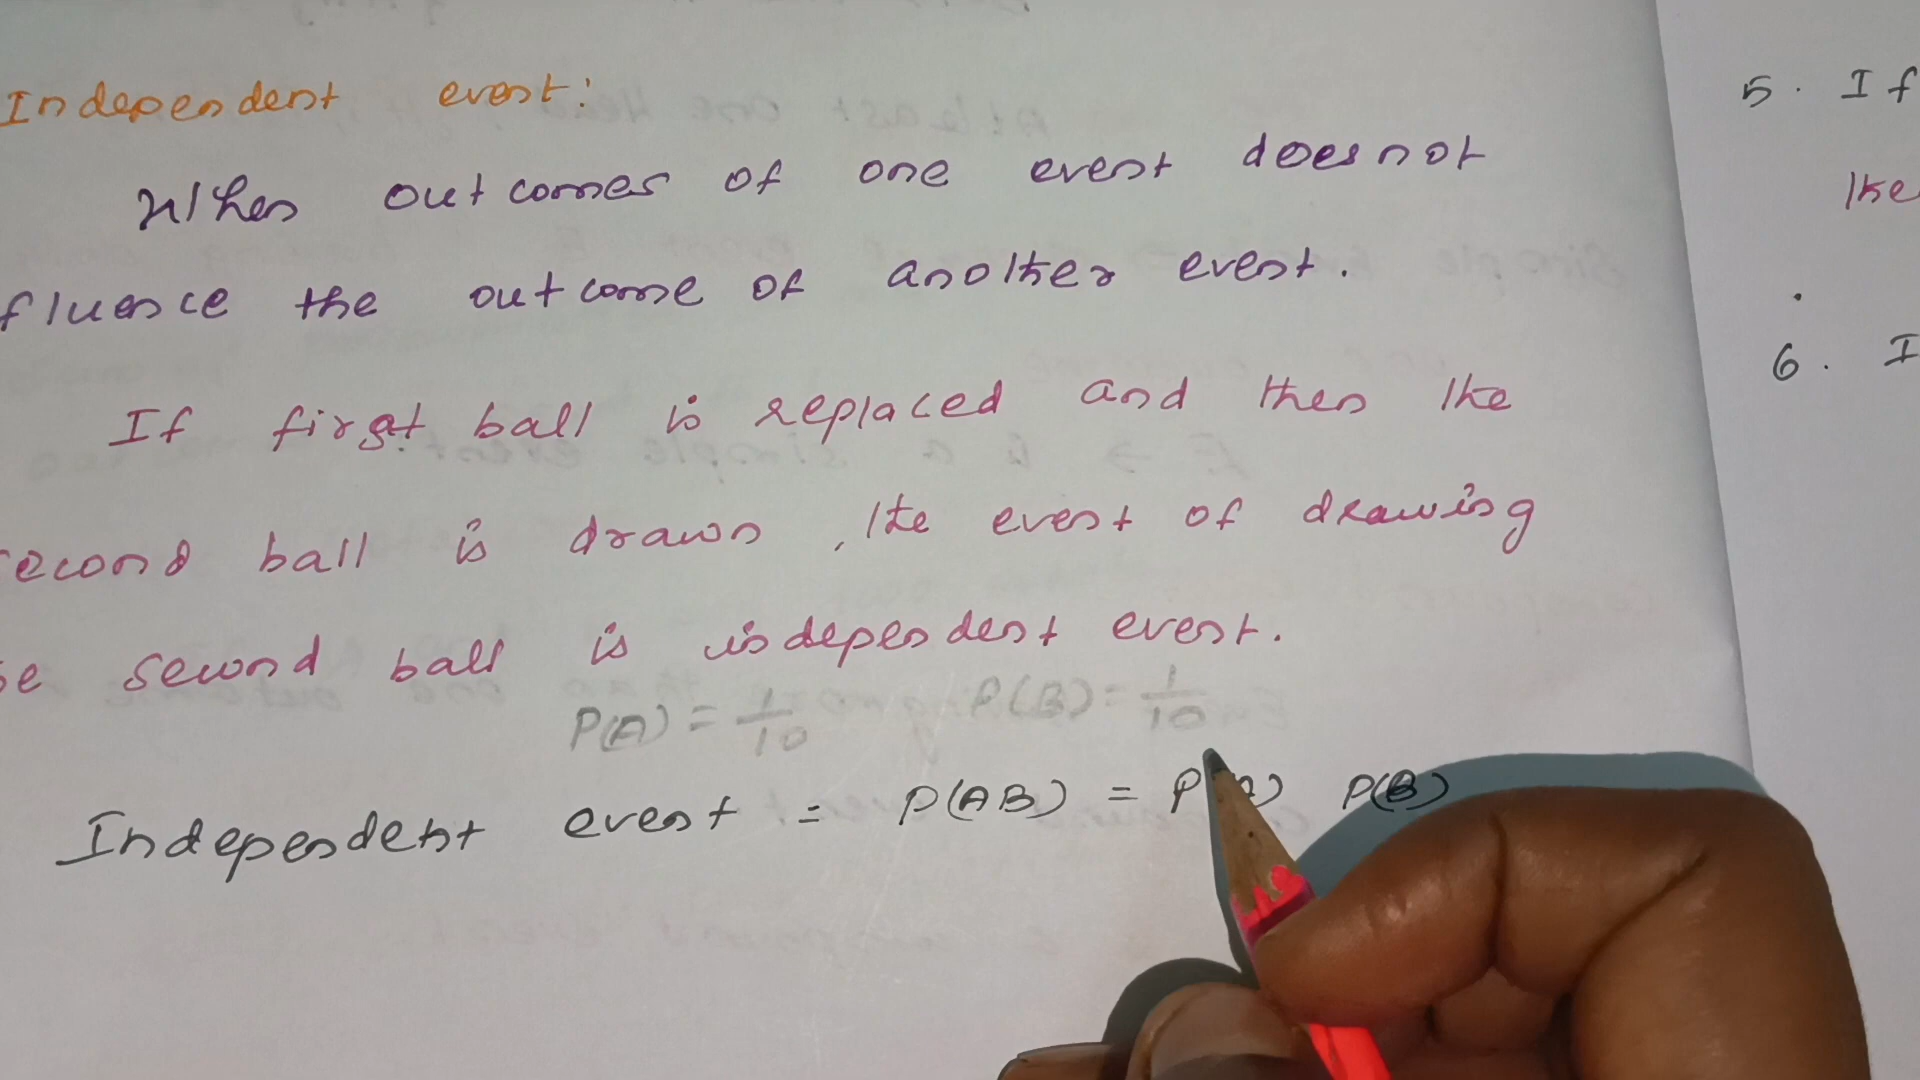 Independent event:
When outcomes of one event does not
fluence the outcome of another event.
If first ball is replaced and then the
econd ball is drawn, the event of drawing
e second ball is independent event.
P(A) = 1/10 P(B) = 1/10
Independent event = P(AB) = P(A) P(B)
5. If
the
6. I